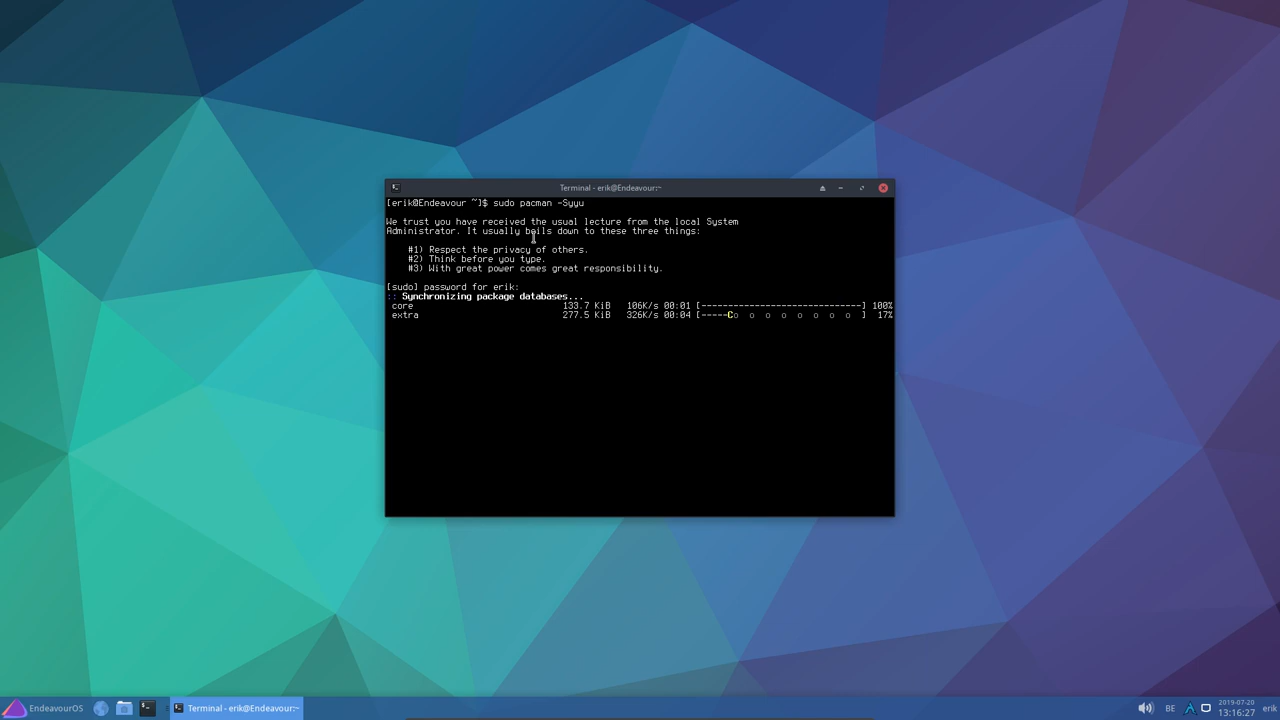 Terminal - erik@Endeavour:~
[erik@Endeavour ~]$ sudo pacman -Syyu
We trust you have received the usual lecture from the local System
Administrator. It usually boils down to these three things:
#1) Respect the privacy of others.
#2) Think before you type.
#3) With great power comes great responsibility.
[sudo] password for erik:
:: Synchronizing package databases...
core 133.7 KiB 106K/s 00:01 [------------------------------] 100%
extra 277.5 KiB 326K/s 00:04 [-----Co o o o o o o o ] 17%
EndeavourOS
Terminal - erik@Endeavour:~
BE
2019-07-20
13:16:27
erik